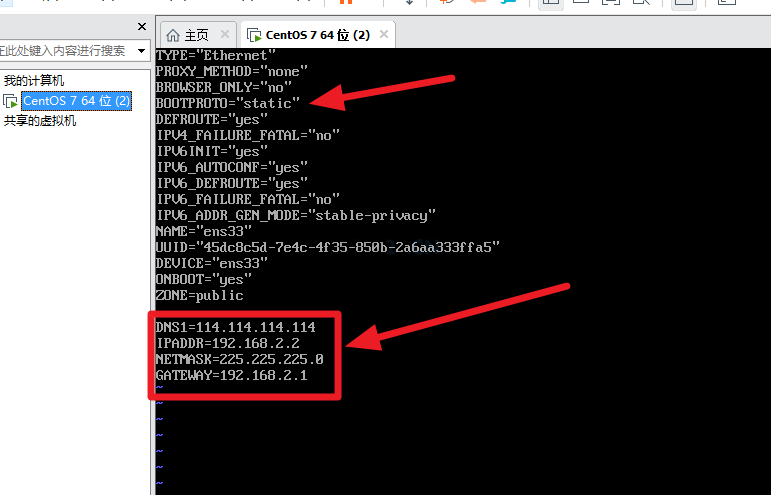 主页
CentOS 7 64 位 (2)
在此处键入内容进行搜索
我的计算机
CentOS 7 64 位 (2)
共享的虚拟机
TYPE="Ethernet"
PROXY_METHOD="none"
BROWSER_ONLY="no"
BOOTPROTO="static"
DEFROUTE="yes"
IPV4_FAILURE_FATAL="no"
IPV6INIT="yes"
IPV6_AUTOCONF="yes"
IPV6_DEFROUTE="yes"
IPV6_FAILURE_FATAL="no"
IPV6_ADDR_GEN_MODE="stable-privacy"
NAME="ens33"
UUID="45dc8c5d-7e4c-4f35-850b-2a6aa333ffa5"
DEVICE="ens33"
ONBOOT="yes"
ZONE=public
DNS1=114.114.114.114
IPADDR=192.168.2.2
NETMASK=225.225.225.0
GATEWAY=192.168.2.1
~
~
~
~
~
~
~